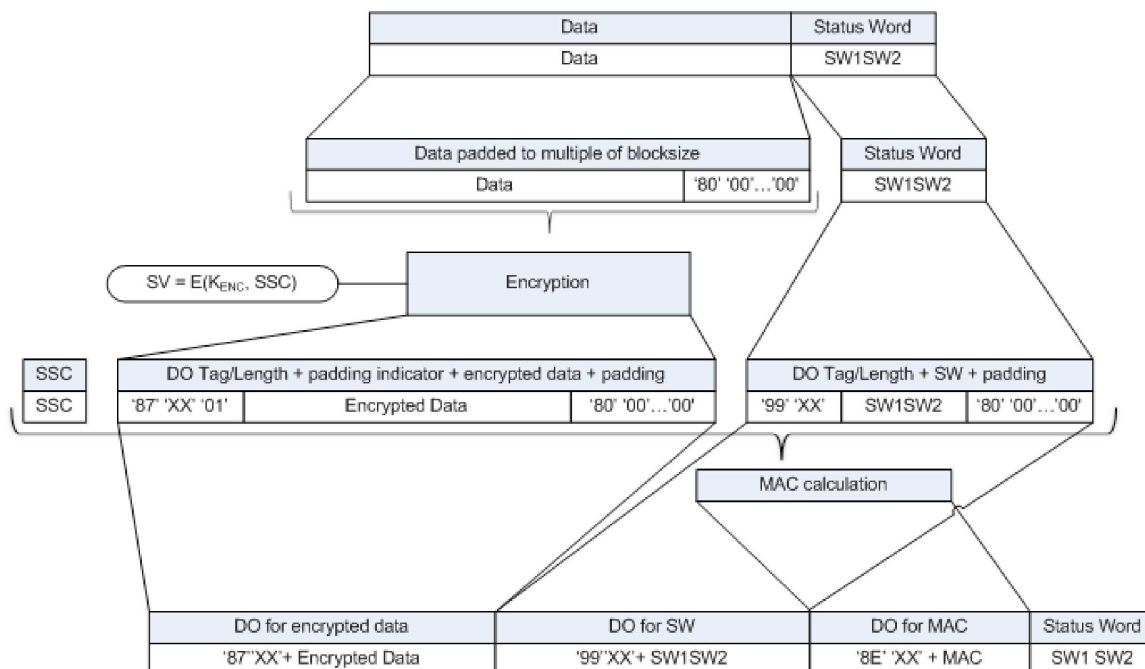 Data Status Word
Data SW1SW2
Data padded to multiple of blocksize Status Word
Data ‘80’ ‘00’...‘00’ SW1SW2
SV = E(KENC, SSC) Encryption
SSC DO Tag/Length + padding indicator + encrypted data + padding DO Tag/Length + SW + padding
SSC ‘87’ ‘XX’ ‘01’ Encrypted Data ‘80’ ‘00’...‘00’ ‘99’ ‘XX’ SW1SW2 ‘80’ ‘00’...‘00’
MAC calculation
DO for encrypted data DO for SW DO for MAC Status Word
‘87’‘XX’+ Encrypted Data ‘99’‘XX’+ SW1SW2 ‘8E’ ‘XX’ + MAC SW1 SW2